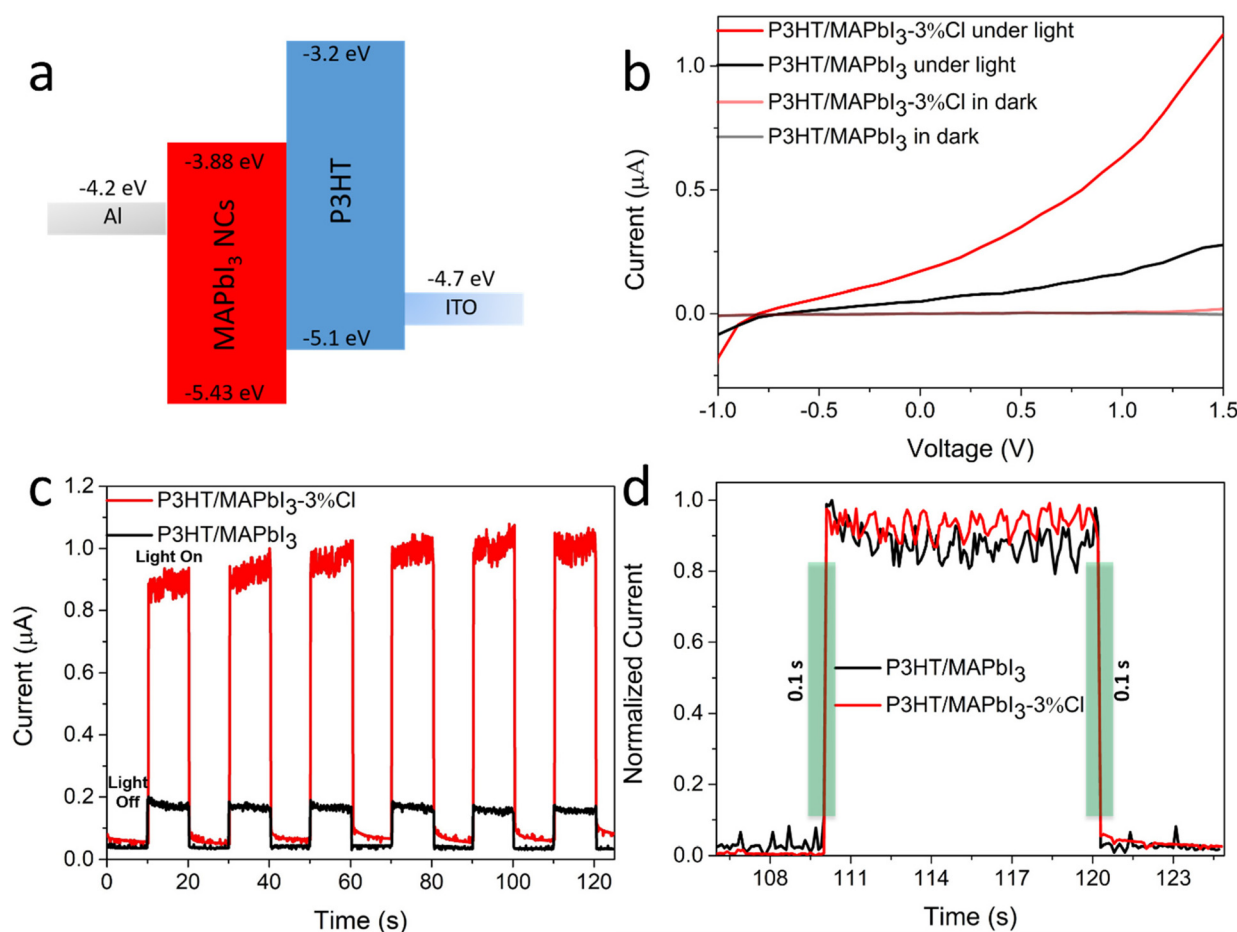 a
-3.2 eV
-3.88 eV
-4.2 eV
Al
MAPbI₃ NCs
P3HT
-4.7 eV
ITO
-5.1 eV
-5.43 eV
b
P3HT/MAPbI₃-3%Cl under light
P3HT/MAPbI₃ under light
P3HT/MAPbI₃-3%Cl in dark
P3HT/MAPbI₃ in dark
1.0
0.5
0.0
Current (μA)
-1.0 -0.5 0.0 0.5 1.0 1.5
Voltage (V)
c
P3HT/MAPbI₃-3%Cl
P3HT/MAPbI₃
Light On
Light
Off
1.2
1.0
0.8
0.6
0.4
0.2
0.0
Current (μA)
0 20 40 60 80 100 120
Time (s)
d
1.0
0.8
0.6
0.4
0.2
0.0
Normalized Current
0.1 s
0.1 s
P3HT/MAPbI₃
P3HT/MAPbI₃-3%Cl
108 111 114 117 120 123
Time (s)